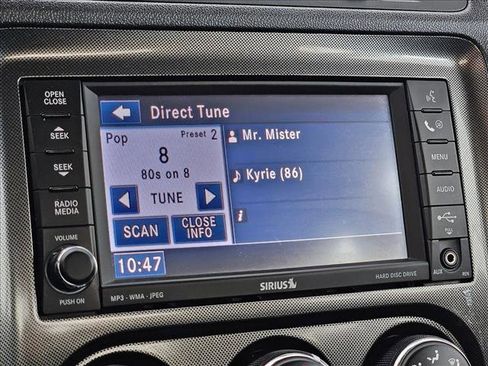 OPEN
CLOSE
SEEK
SEEK
RADIO
MEDIA
VOLUME
PUSH ON
Direct Tune
Pop
Preset 2
8
80s on 8
TUNE
SCAN
CLOSE
INFO
10:47
Mr. Mister
Kyrie (86)
i
MP3 - WMA - JPEG
SIRIUS
HARD DISC DRIVE
MENU
AUDIO
PULL
AUX